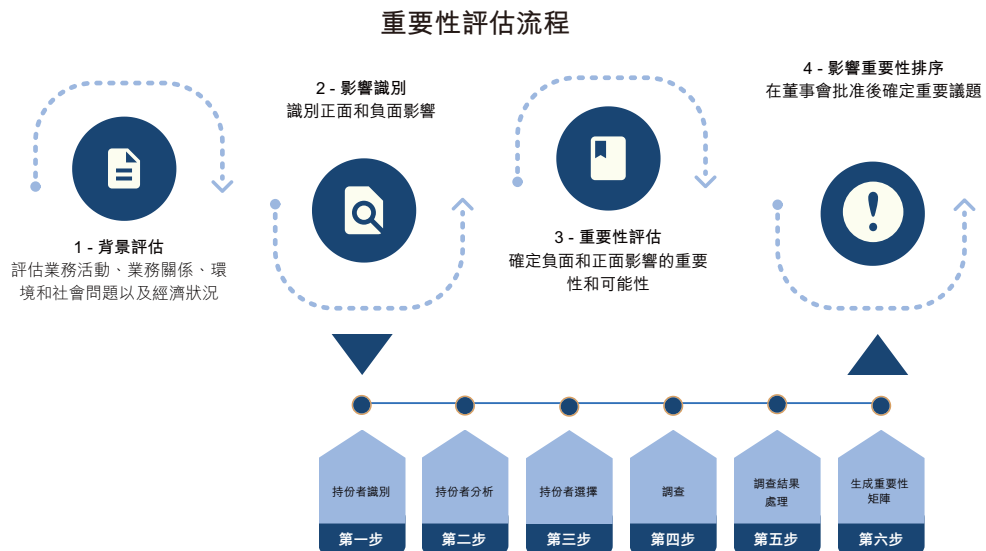 重要性評估流程
1 - 背景評估
評估業務活動、業務關係、環
境和社會問題以及經濟狀況
2 - 影響識別
識別正面和負面影響
3 - 重要性評估
確定負面和正面影響的重要
性和可能性
4 - 影響重要性排序
在董事會批准後確定重要議題
持份者識別
第一步
持份者分析
第二步
持份者選擇
第三步
調查
第四步
調查結果
處理
第五步
生成重要性
矩陣
第六步